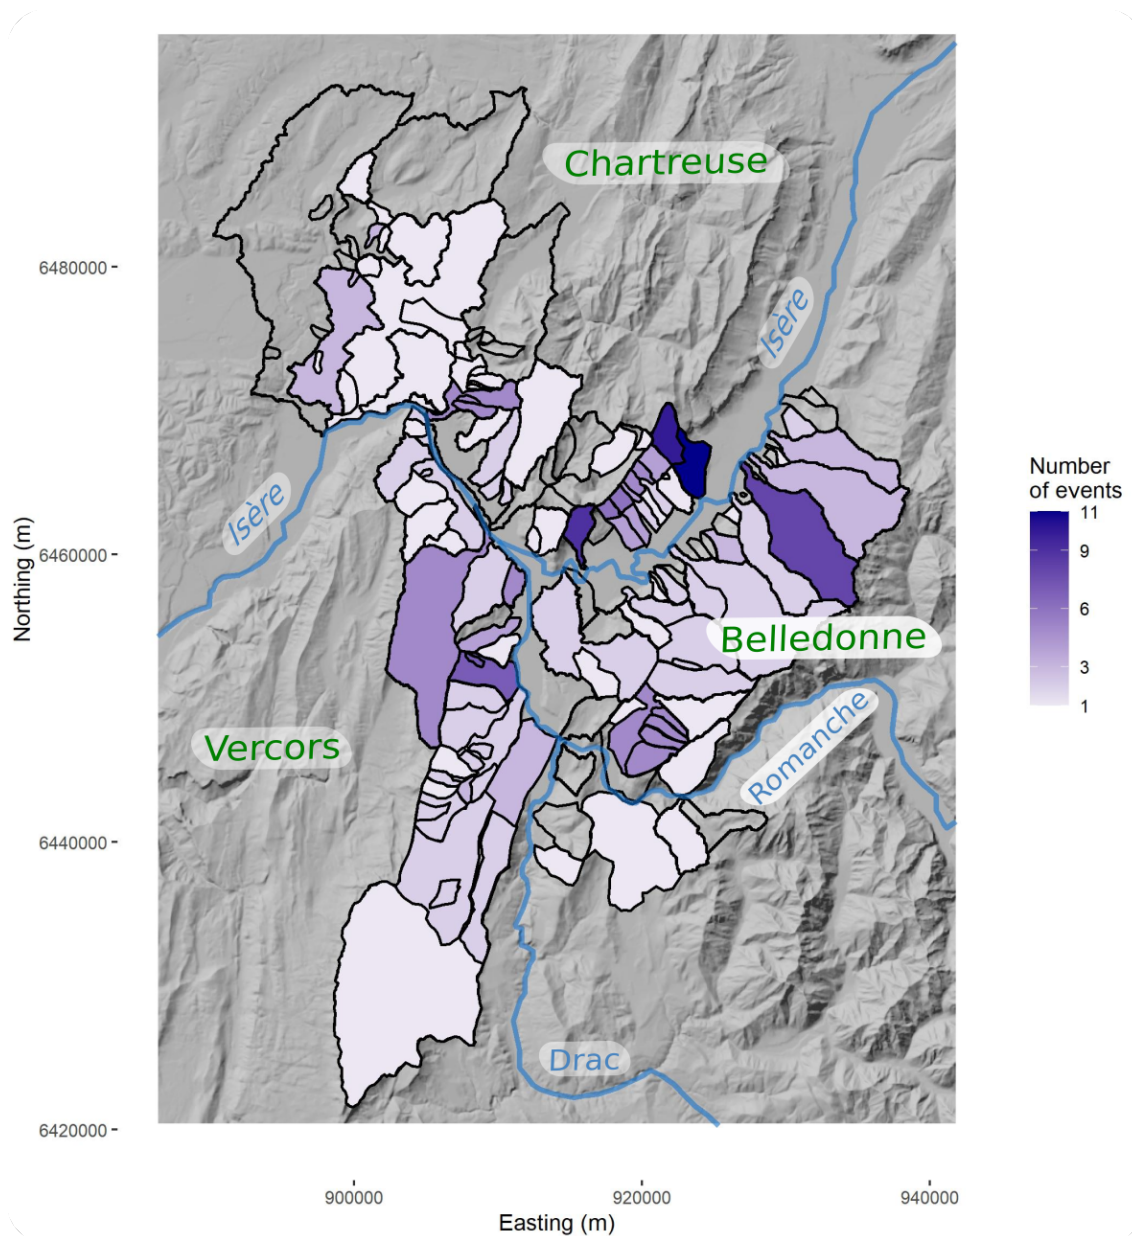 Chartreuse
6480000
Isère
Number
of events
11
9
6
3
1
Isère
6460000
Northing (m)
Belledonne
Vercors
Romanche
6440000
Drac
6420000
900000
920000
940000
Easting (m)